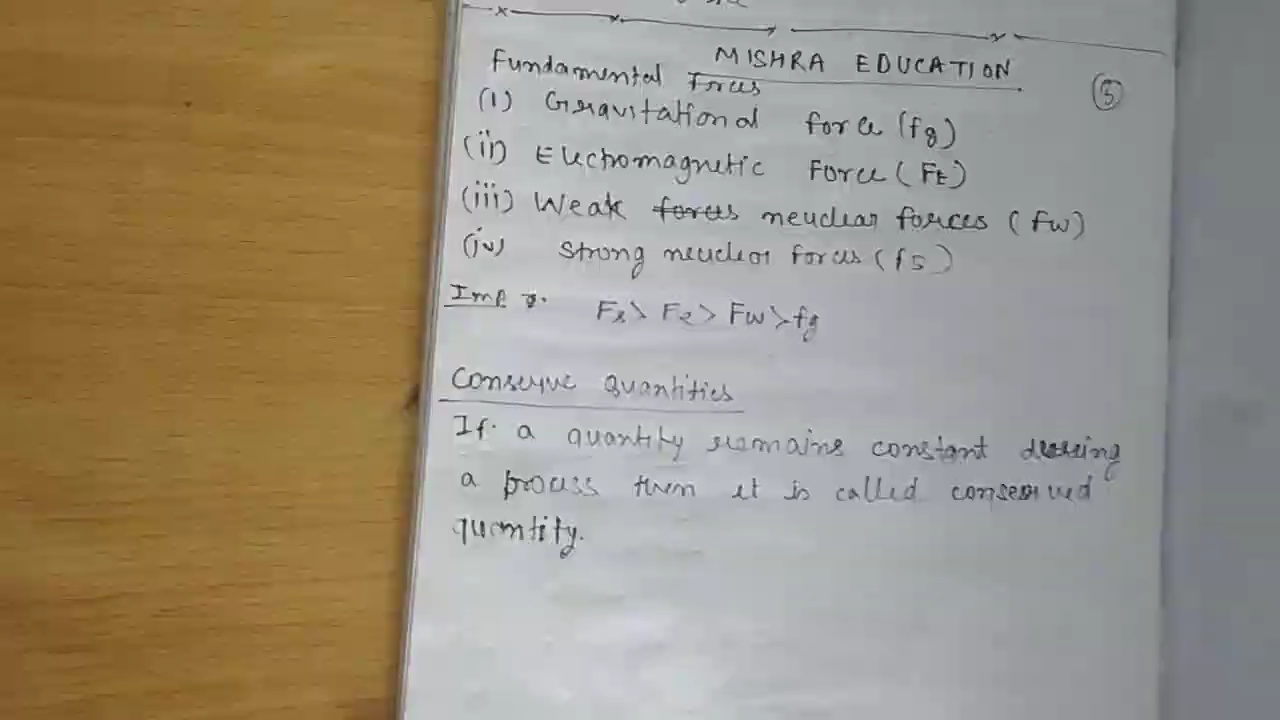 MISHRA EDUCATION
Fundamental Forces
(5)
(i) Gravitational force (fg)
(ii) Electromagnetic Force (FE)
(iii) Weak forces neuclear forces (fw)
(iv) Strong neuclear forces (fs)
Imp
Fs > Fe > Fw > fg
Conserve Quantities
If a quantity remains constant during
a process then it is called conserved
quantity.